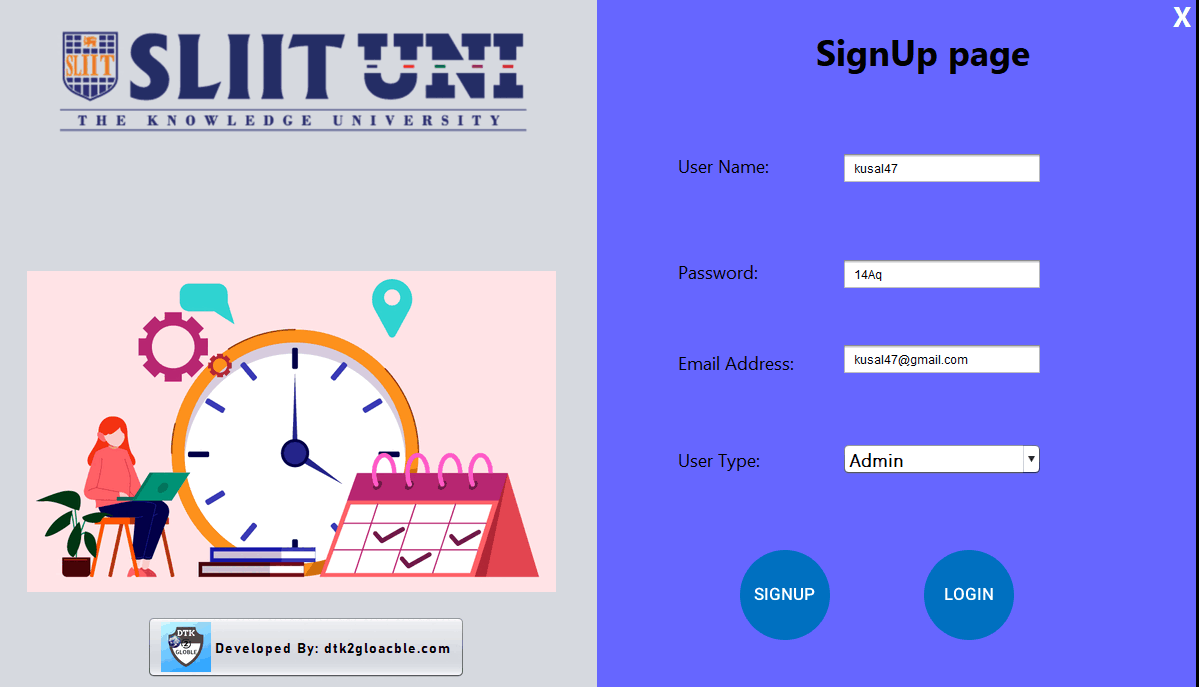 SLIIT
SLIIT UNI
THE KNOWLEDGE UNIVERSITY
DTK
2
GLOBLE
Developed By: dtk2gloacble.com
X
SignUp page
User Name:
kusal47
Password:
14Aq
Email Address:
kusal47@gmail.com
User Type:
Admin
SIGNUP
LOGIN